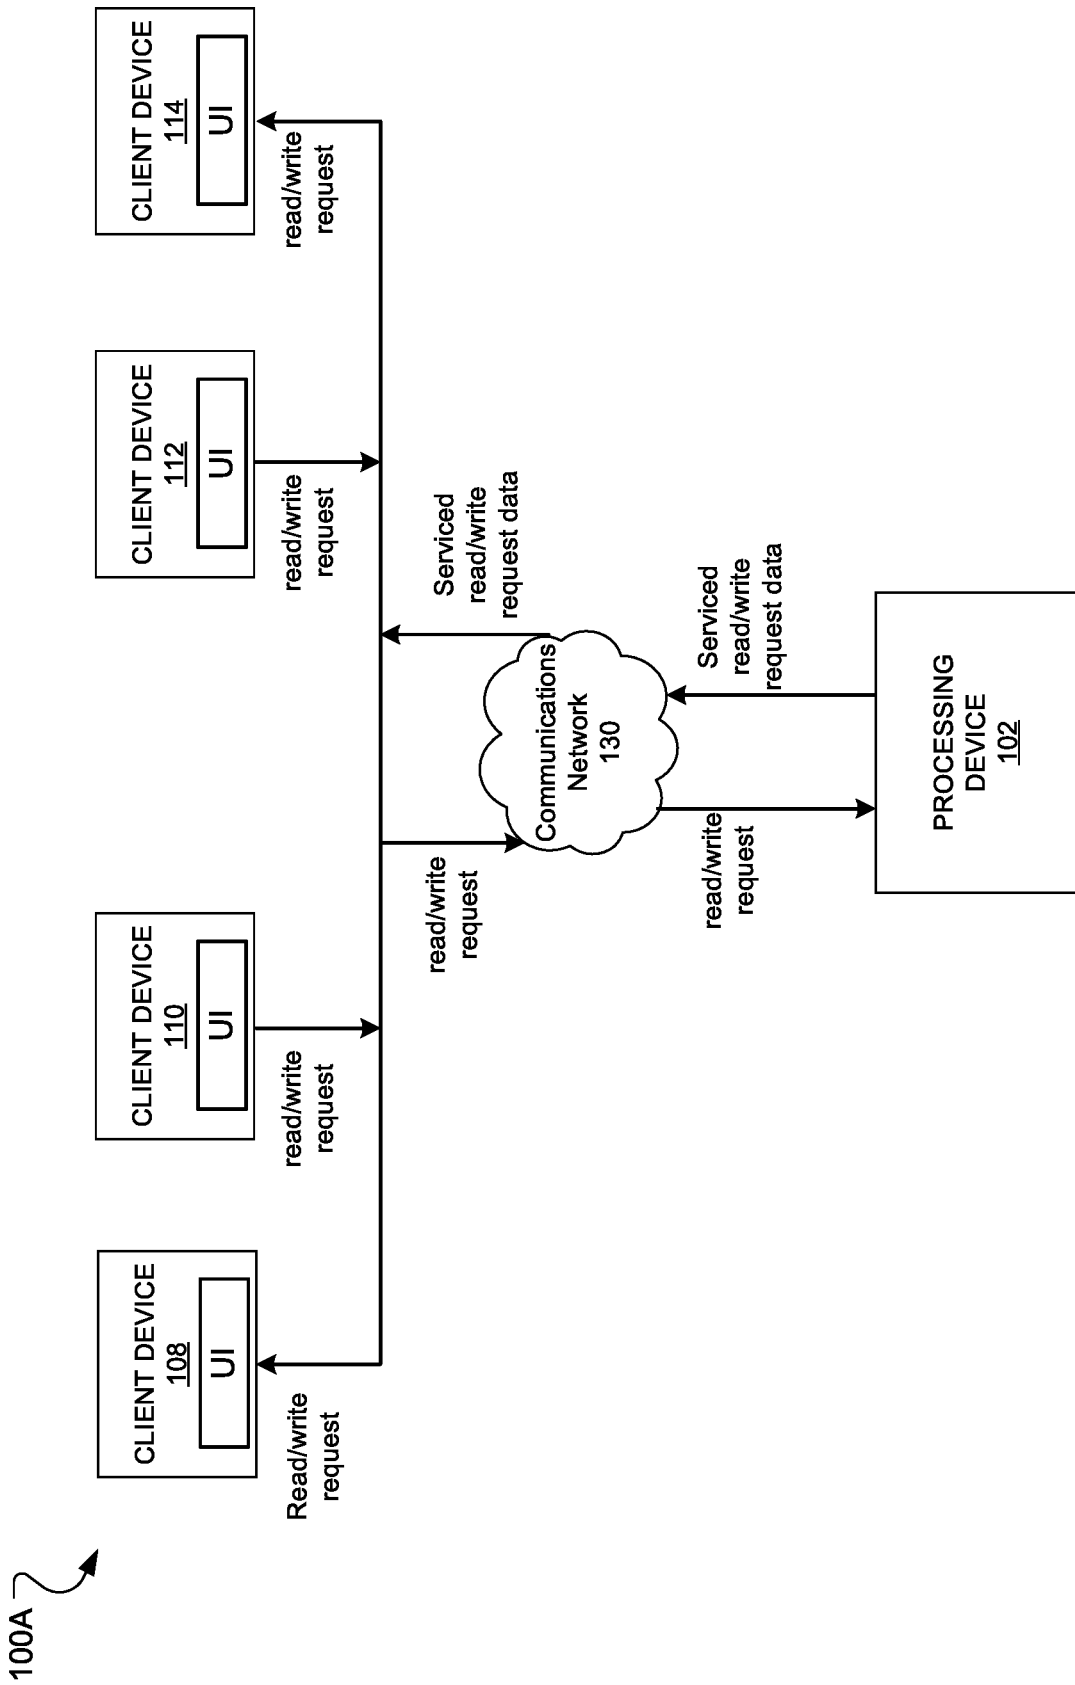 100A
CLIENT DEVICE
108
UI
CLIENT DEVICE
110
UI
CLIENT DEVICE
112
UI
CLIENT DEVICE
114
UI
Read/write
request
read/write
request
read/write
request
read/write
request
read/write
request
Serviced
read/write
request data
Communications
Network
130
read/write
request
Serviced
read/write
request data
PROCESSING
DEVICE
102